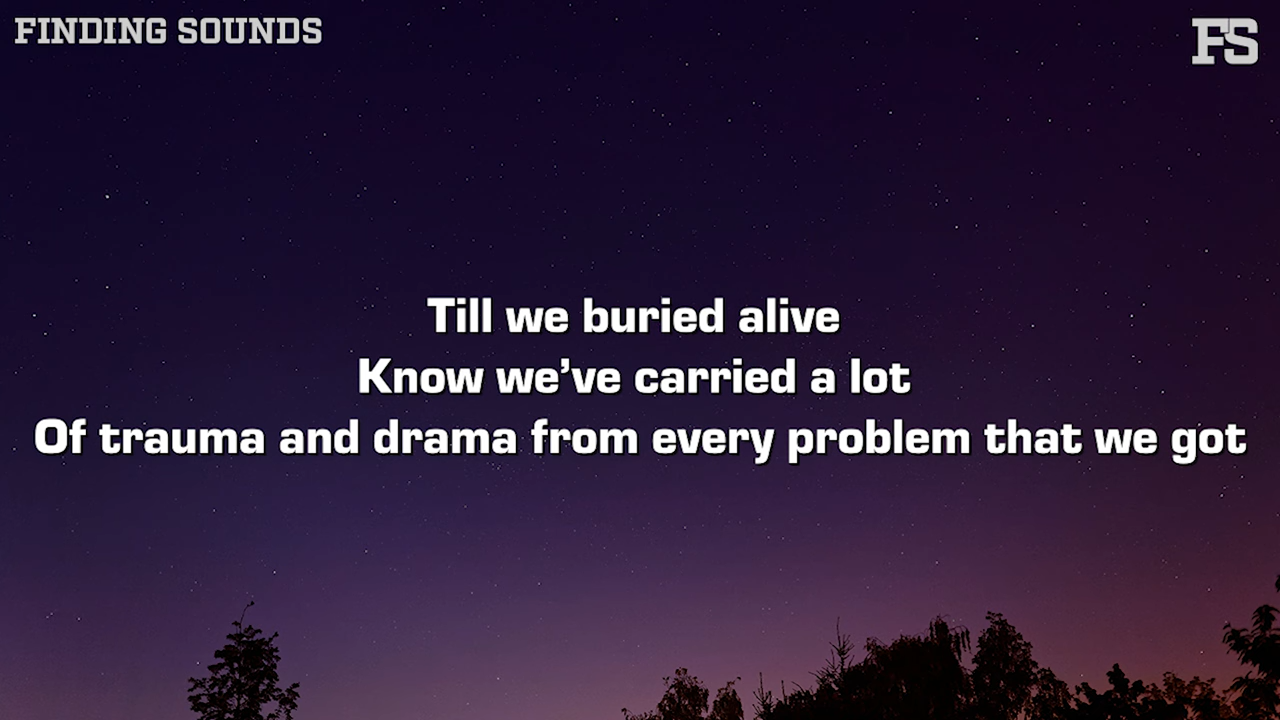 FINDING SOUNDS
FS
Till we buried alive
Know we’ve carried a lot
Of trauma and drama from every problem that we got